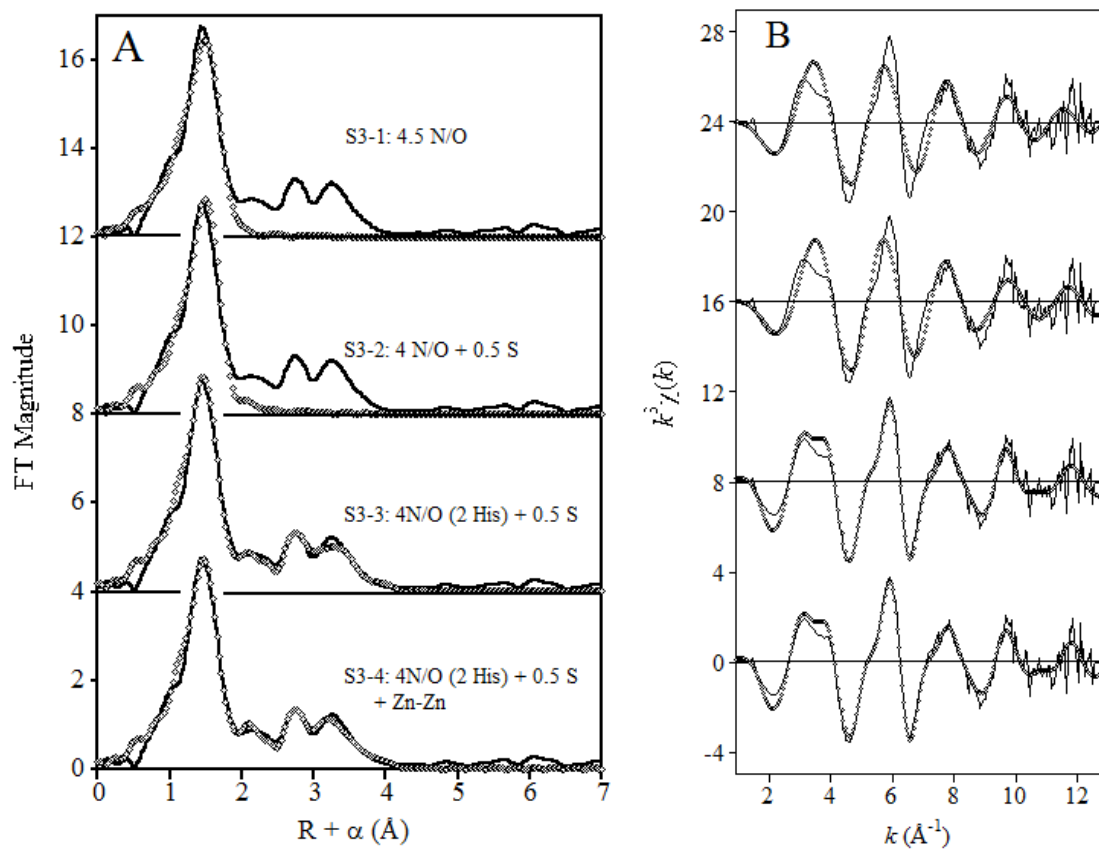 A
16
S3-1: 4.5 N/O
14
12
10
S3-2: 4 N/O + 0.5 S
8
6
S3-3: 4N/O (2 His) + 0.5 S
4
2
S3-4: 4N/O (2 His) + 0.5 S
+ Zn-Zn
0
0 1 2 3 4 5 6 7
R + α (Å)
FT Magnitude
B
28
24
20
16
12
8
4
0
-4
2 4 6 8 10 12
k (Å⁻¹)
k³χ(k)